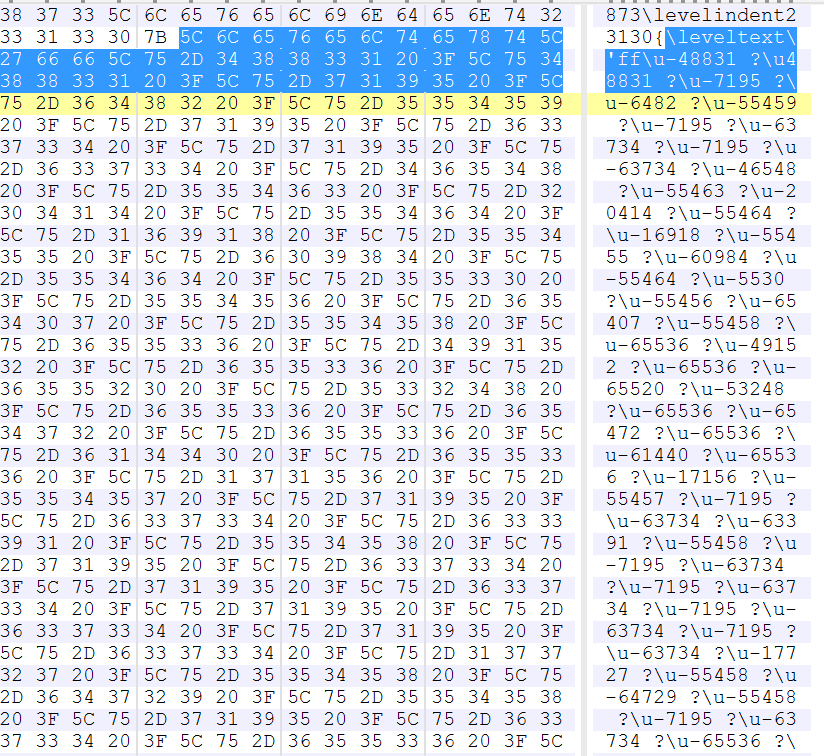 38 37 33 5C 6C 65 76 65 6C 69 6E 64 65 6E 74 32 873\levelindent2
33 31 33 30 7B 5C 6C 65 76 65 6C 74 65 78 74 5C 3130{\leveltext\
27 66 66 5C 75 2D 34 38 38 33 31 20 3F 5C 75 34 'ff\u-48831 ?\u4
38 38 33 31 20 3F 5C 75 2D 37 31 39 35 20 3F 5C 8831 ?\u-7195 ?\
75 2D 36 34 38 32 20 3F 5C 75 2D 35 35 34 35 39 u-6482 ?\u-55459
20 3F 5C 75 2D 37 31 39 35 20 3F 5C 75 2D 36 33 ?\u-7195 ?\u-63
37 33 34 20 3F 5C 75 2D 37 31 39 35 20 3F 5C 75 734 ?\u-7195 ?\u
2D 36 33 37 33 34 20 3F 5C 75 2D 34 36 35 34 38 -63734 ?\u-46548
20 3F 5C 75 2D 35 35 34 36 33 20 3F 5C 75 2D 32 ?\u-55463 ?\u-2
30 34 31 34 20 3F 5C 75 2D 35 35 34 36 34 20 3F 0414 ?\u-55464 ?
5C 75 2D 31 36 39 31 38 20 3F 5C 75 2D 35 35 34 \u-16918 ?\u-554
35 35 20 3F 5C 75 2D 36 30 39 38 34 20 3F 5C 75 55 ?\u-60984 ?\u
2D 35 35 34 36 34 20 3F 5C 75 2D 35 35 33 30 20 -55464 ?\u-5530
3F 5C 75 2D 35 35 34 35 36 20 3F 5C 75 2D 36 35 ?\u-55456 ?\u-65
34 30 37 20 3F 5C 75 2D 35 35 34 35 38 20 3F 5C 407 ?\u-55458 ?\
75 2D 36 35 35 33 36 20 3F 5C 75 2D 34 39 31 35 u-65536 ?\u-4915
32 20 3F 5C 75 2D 36 35 35 33 36 20 3F 5C 75 2D 2 ?\u-65536 ?\u-
36 35 35 32 30 20 3F 5C 75 2D 35 33 32 34 38 20 65520 ?\u-53248
3F 5C 75 2D 36 35 35 33 36 20 3F 5C 75 2D 36 35 ?\u-65536 ?\u-65
34 37 32 20 3F 5C 75 2D 36 35 35 33 36 20 3F 5C 472 ?\u-65536 ?\
75 2D 36 31 34 34 30 20 3F 5C 75 2D 36 35 35 33 u-61440 ?\u-6553
36 20 3F 5C 75 2D 31 37 31 35 36 20 3F 5C 75 2D 6 ?\u-17156 ?\u-
35 35 34 35 37 20 3F 5C 75 2D 37 31 39 35 20 3F 55457 ?\u-7195 ?
5C 75 2D 36 33 37 33 34 20 3F 5C 75 2D 36 33 33 \u-63734 ?\u-633
39 31 20 3F 5C 75 2D 35 35 34 35 38 20 3F 5C 75 91 ?\u-55458 ?\u
2D 37 31 39 35 20 3F 5C 75 2D 36 33 37 33 34 20 -7195 ?\u-63734
3F 5C 75 2D 37 31 39 35 20 3F 5C 75 2D 36 33 37 ?\u-7195 ?\u-637
33 34 20 3F 5C 75 2D 37 31 39 35 20 3F 5C 75 2D 34 ?\u-7195 ?\u-
36 33 37 33 34 20 3F 5C 75 2D 37 31 39 35 20 3F 63734 ?\u-7195 ?
5C 75 2D 36 33 37 33 34 20 3F 5C 75 2D 31 37 37 \u-63734 ?\u-177
32 37 20 3F 5C 75 2D 35 35 34 35 38 20 3F 5C 75 27 ?\u-55458 ?\u
2D 36 34 37 32 39 20 3F 5C 75 2D 35 35 34 35 38 -64729 ?\u-55458
20 3F 5C 75 2D 37 31 39 35 20 3F 5C 75 2D 36 33 ?\u-7195 ?\u-63
37 33 34 20 3F 5C 75 2D 36 35 35 33 36 20 3F 5C 734 ?\u-65536 ?\